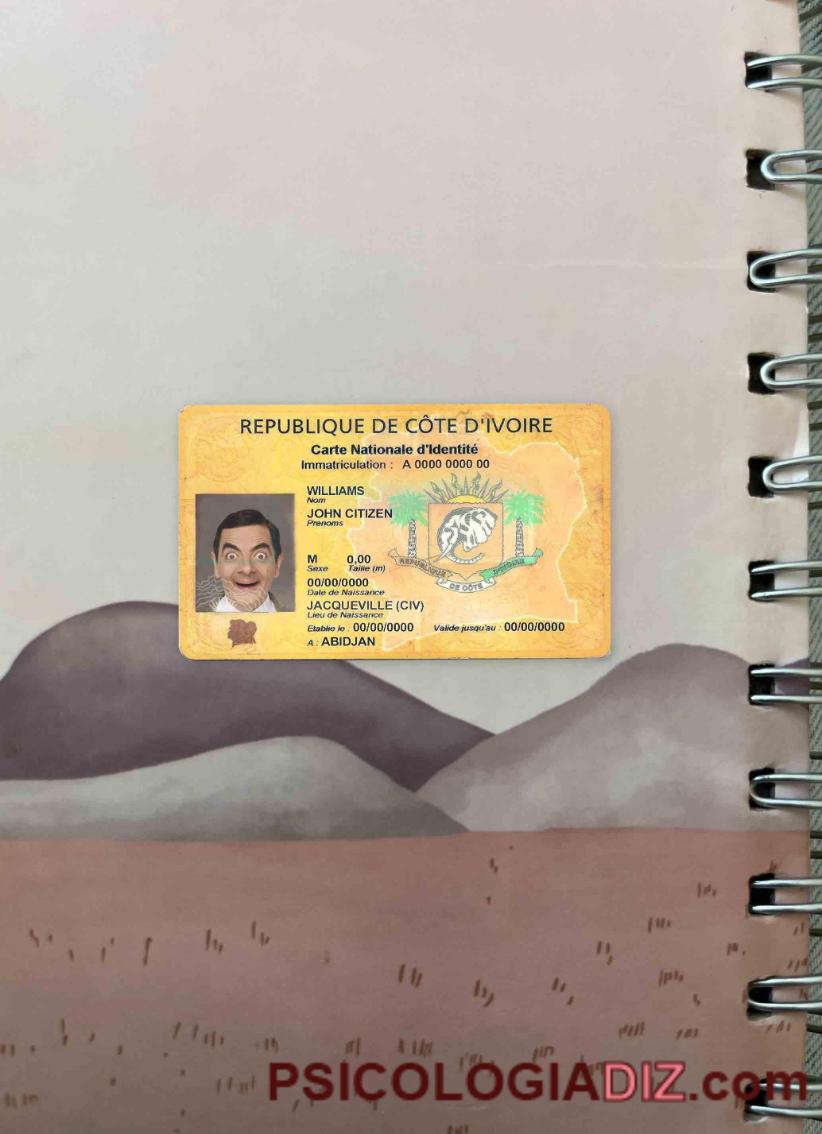 REPUBLIQUE DE CÔTE D'IVOIRE
Carte Nationale d'Identité
Immatriculation : A 0000 0000 00
WILLIAMS
Nom
JOHN CITIZEN
Prenoms
M 0,00
Sexe Taille (m)
00/00/0000
Date de Naissance
JACQUEVILLE (CIV)
Lieu de Naissance
Etablie le : 00/00/0000 Valide jusqu'au : 00/00/0000
A : ABIDJAN
REPUBLIQUE DE CÔTE D'IVOIRE
PSICOLOGIADIZ.com